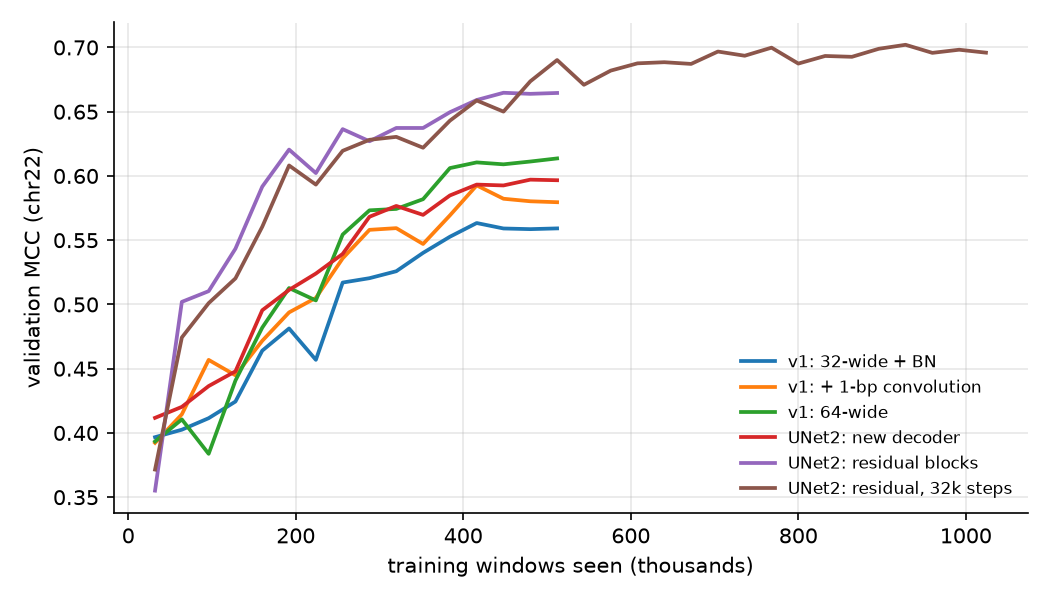 0.70
0.65
0.60
0.55
0.50
0.45
0.40
0.35
validation MCC (chr22)
v1: 32-wide + BN
v1: + 1-bp convolution
v1: 64-wide
UNet2: new decoder
UNet2: residual blocks
UNet2: residual, 32k steps
0 200 400 600 800 1000
training windows seen (thousands)